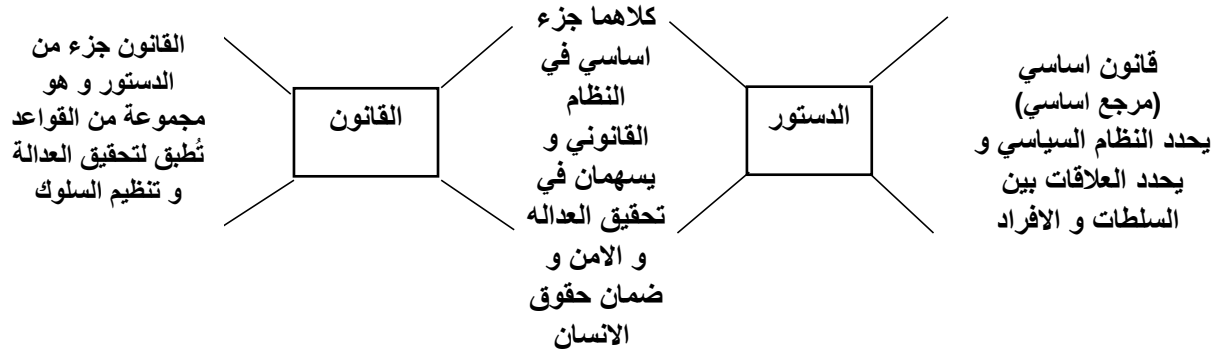 قانون اساسي
(مرجع اساسي)
يحدد النظام السياسي و
يحدد العلاقات بين
السلطات و الافراد
الدستور
كلاهما جزء
اساسي في
النظام
القانوني و
يسهمان في
تحقيق العداله
و الامن و
ضمان حقوق
الانسان
القانون
القانون جزء من
الدستور و هو
مجموعة من القواعد
تُطبق لتحقيق العدالة
و تنظيم السلوك